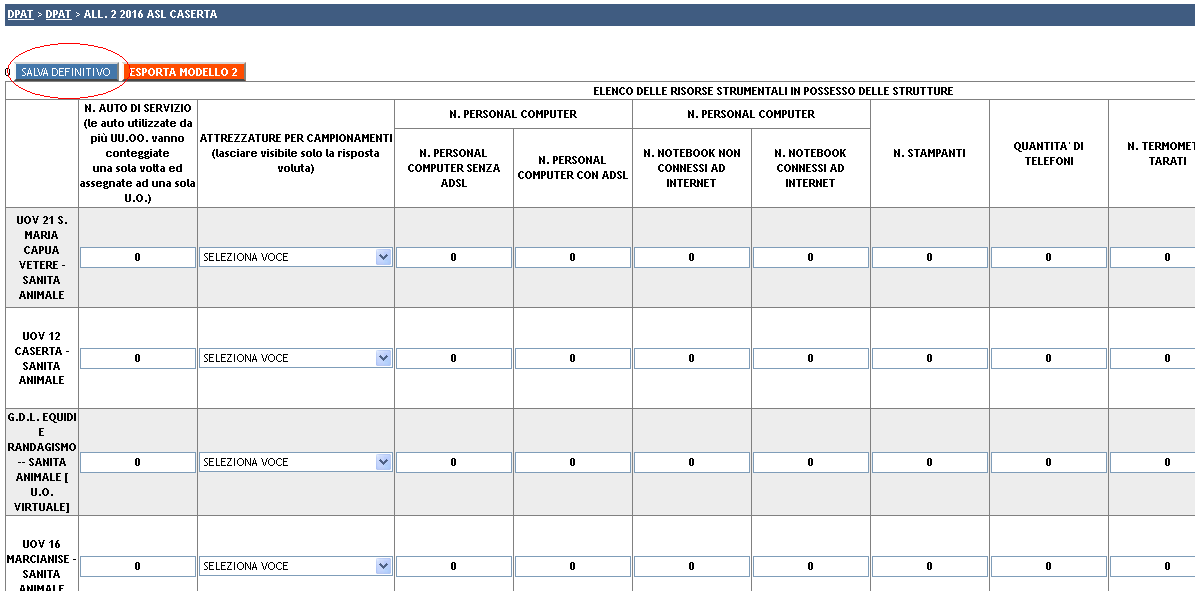 DPAT > DPAT > ALL. 2 2016 ASL CASERTA
0 SALVA DEFINITIVO ESPORTA MODELLO 2
ELENCO DELLE RISORSE STRUMENTALI IN POSSESSO DELLE STRUTTURE
N. AUTO DI SERVIZIO
(le auto utilizzate da
più UU.OO. vanno
conteggiate
una sola volta ed
assegnate ad una sola
U.O.)
ATTREZZATURE PER CAMPIONAMENTI
(lasciare visibile solo la risposta
voluta)
N. PERSONAL COMPUTER
N. PERSONAL
COMPUTER SENZA
ADSL
N. PERSONAL
COMPUTER CON ADSL
N. PERSONAL COMPUTER
N. NOTEBOOK NON
CONNESSI AD
INTERNET
N. NOTEBOOK
CONNESSI AD
INTERNET
N. STAMPANTI
QUANTITA' DI
TELEFONI
N. TERMOMET
TARATI
UOV 21 S.
MARIA
CAPUA
VETERE -
SANITA
ANIMALE
0 SELEZIONA VOCE 0 0 0 0 0 0 0
UOV 12
CASERTA -
SANITA
ANIMALE
0 SELEZIONA VOCE 0 0 0 0 0 0 0
G.D.L. EQUIDI
E
RANDAGISMO
-- SANITA
ANIMALE [
U.O.
VIRTUALE]
0 SELEZIONA VOCE 0 0 0 0 0 0 0
UOV 16
MARCIANISE -
SANITA
ANIMALE
0 SELEZIONA VOCE 0 0 0 0 0 0 0